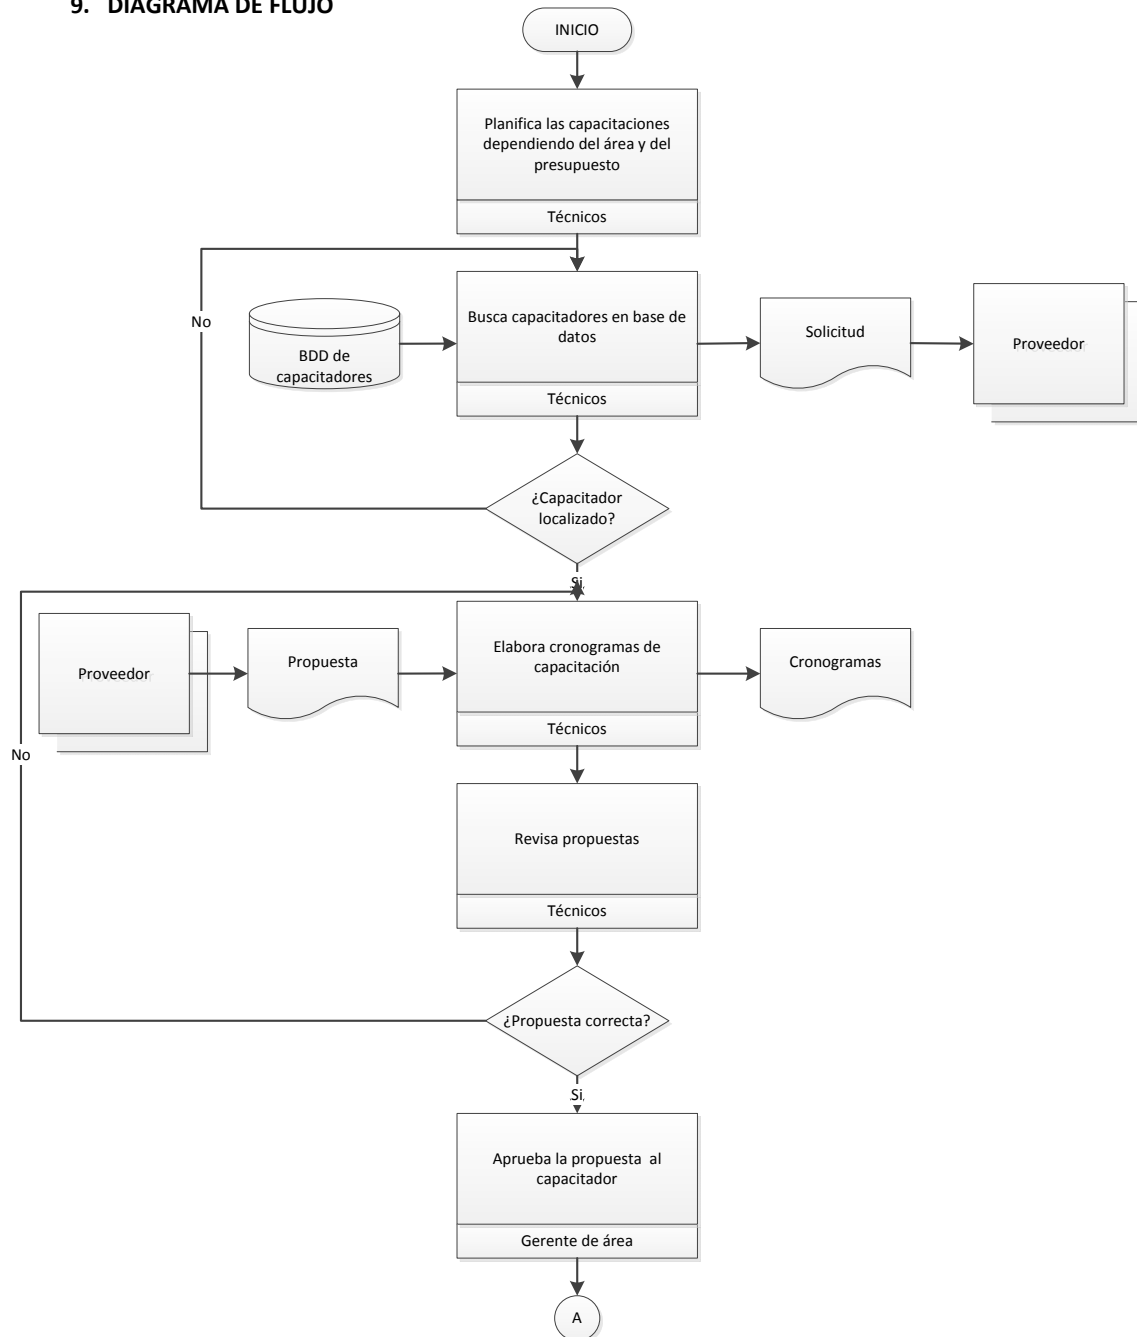 9. DIAGRAMA DE FLUJO
INICIO
Planifica las capacitaciones
dependiendo del área y del
presupuesto
Técnicos
No
BDD de
capacitadores
Busca capacitadores en base de
datos
Técnicos
Solicitud
Proveedor
¿Capacitador
localizado?
Si
Proveedor
Propuesta
Elabora cronogramas de
capacitación
Técnicos
Cronogramas
No
Revisa propuestas
Técnicos
¿Propuesta correcta?
Si
Aprueba la propuesta al
capacitador
Gerente de área
A